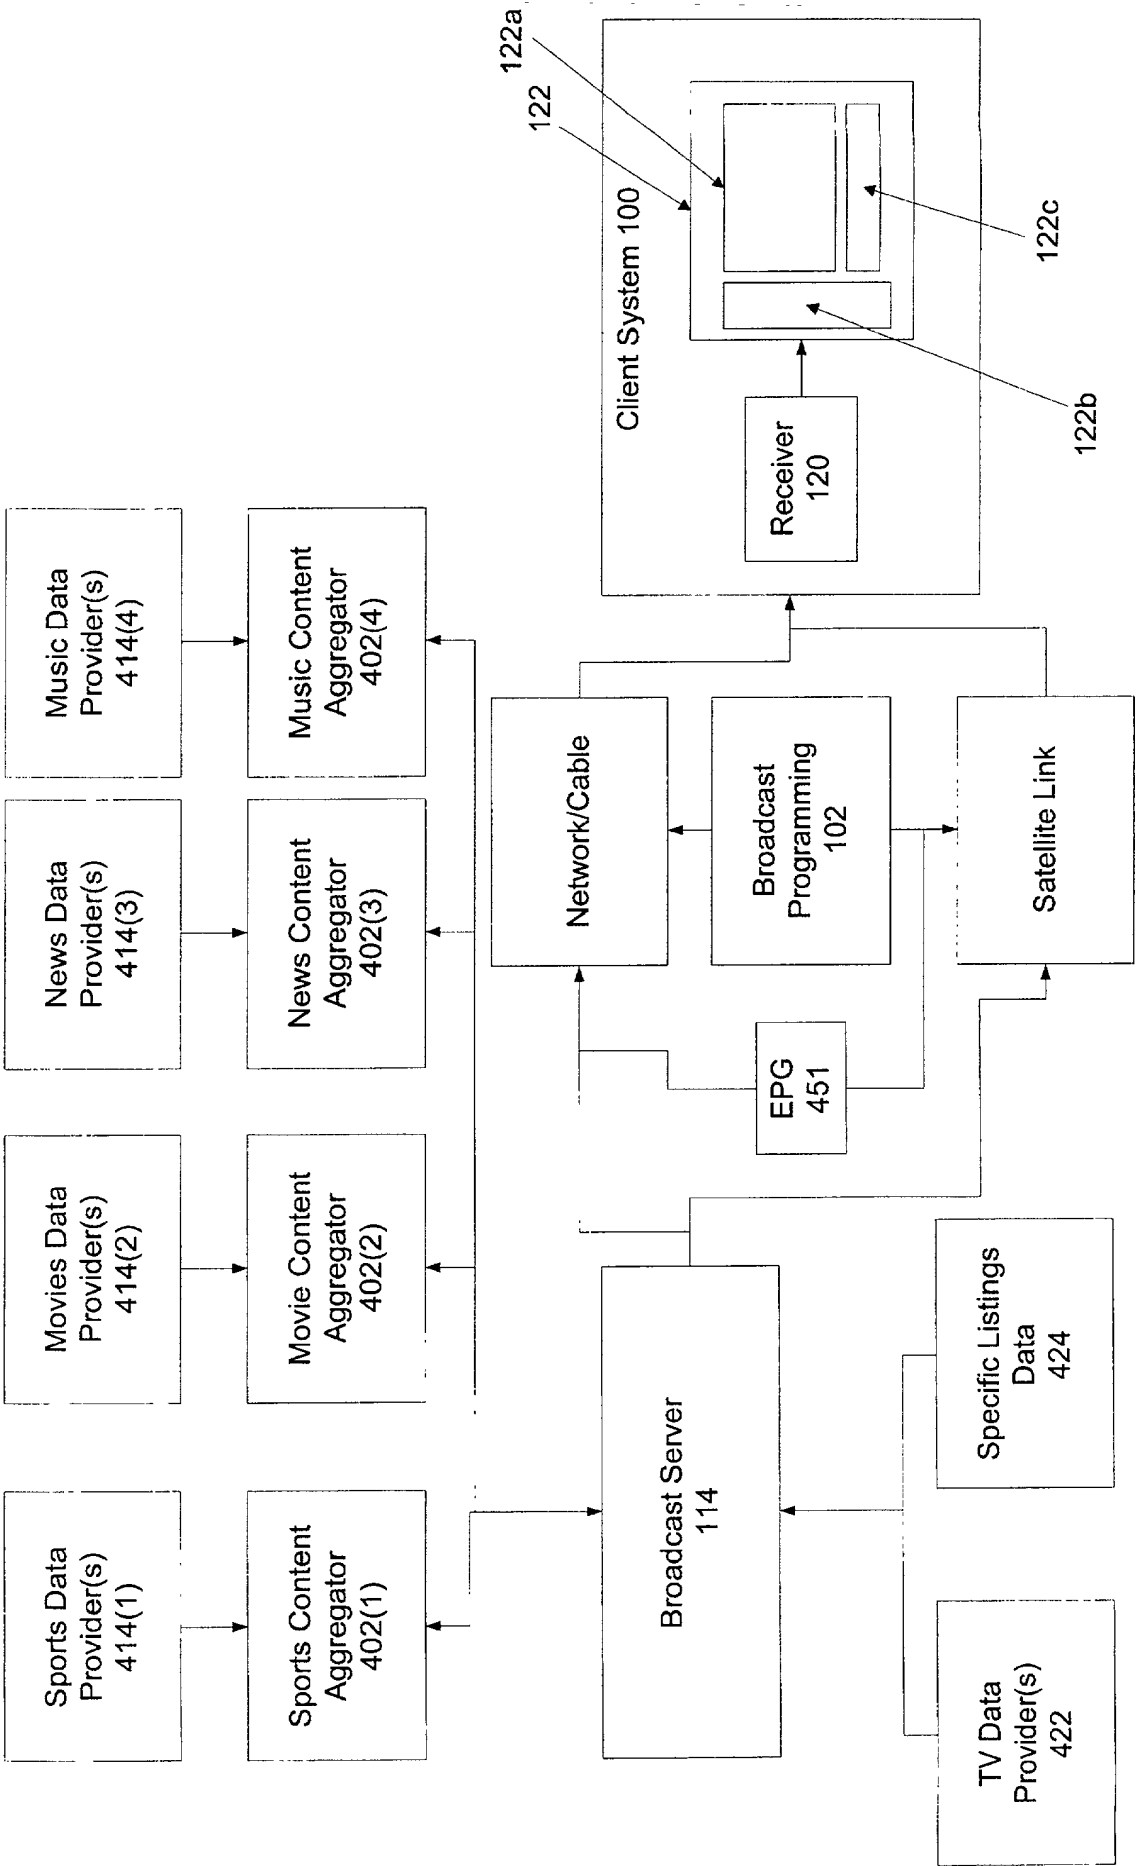 Sports Data
Provider(s)
414(1)
Movies Data
Provider(s)
414(2)
News Data
Provider(s)
414(3)
Music Data
Provider(s)
414(4)
Sports Content
Aggregator
402(1)
Movie Content
Aggregator
402(2)
News Content
Aggregator
402(3)
Music Content
Aggregator
402(4)
Broadcast Server
114
TV Data
Provider(s)
422
Specific Listings
Data
424
EPG
451
Network/Cable
Broadcast
Programming
102
Satellite Link
Client System 100
Receiver
120
122
122a
122b
122c